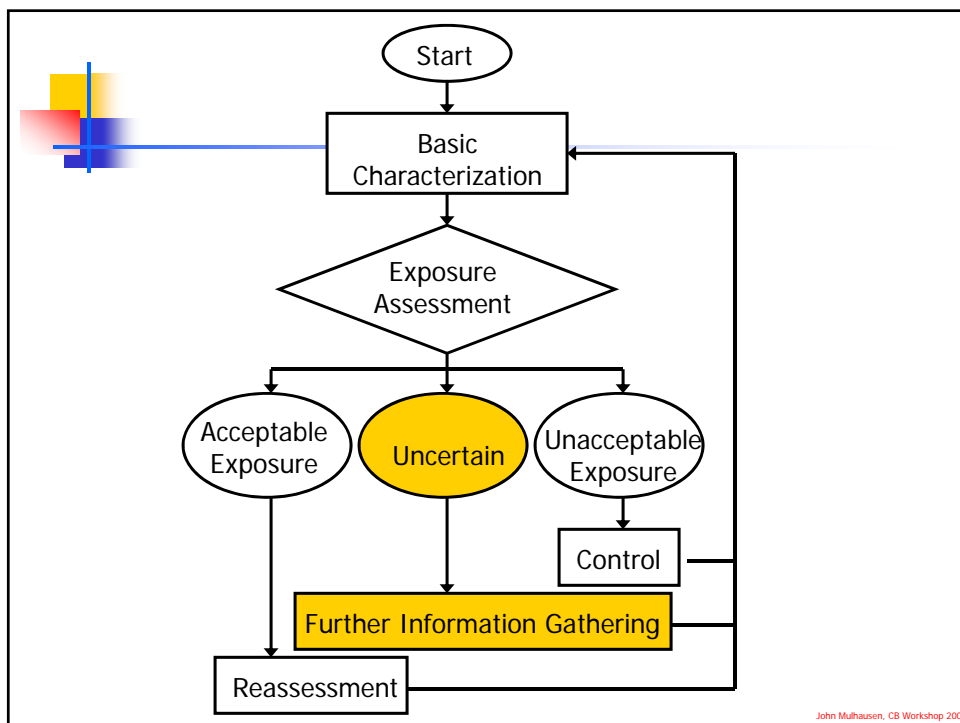 Start
Basic
Characterization
Exposure
Assessment
Acceptable
Exposure
Uncertain
Unacceptable
Exposure
Control
Further Information Gathering
Reassessment
John Mulhausen, CB Workshop